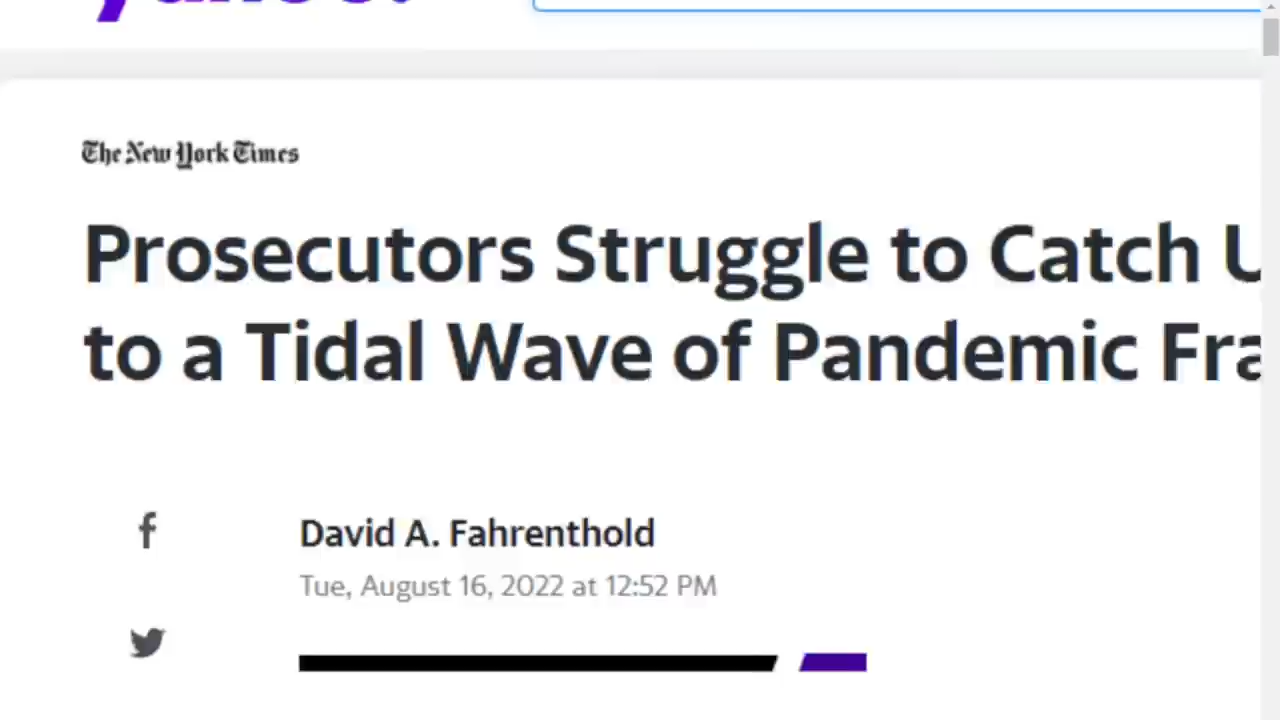 The New York Times
Prosecutors Struggle to Catch U
to a Tidal Wave of Pandemic Fra
David A. Fahrenthold
Tue, August 16, 2022 at 12:52 PM